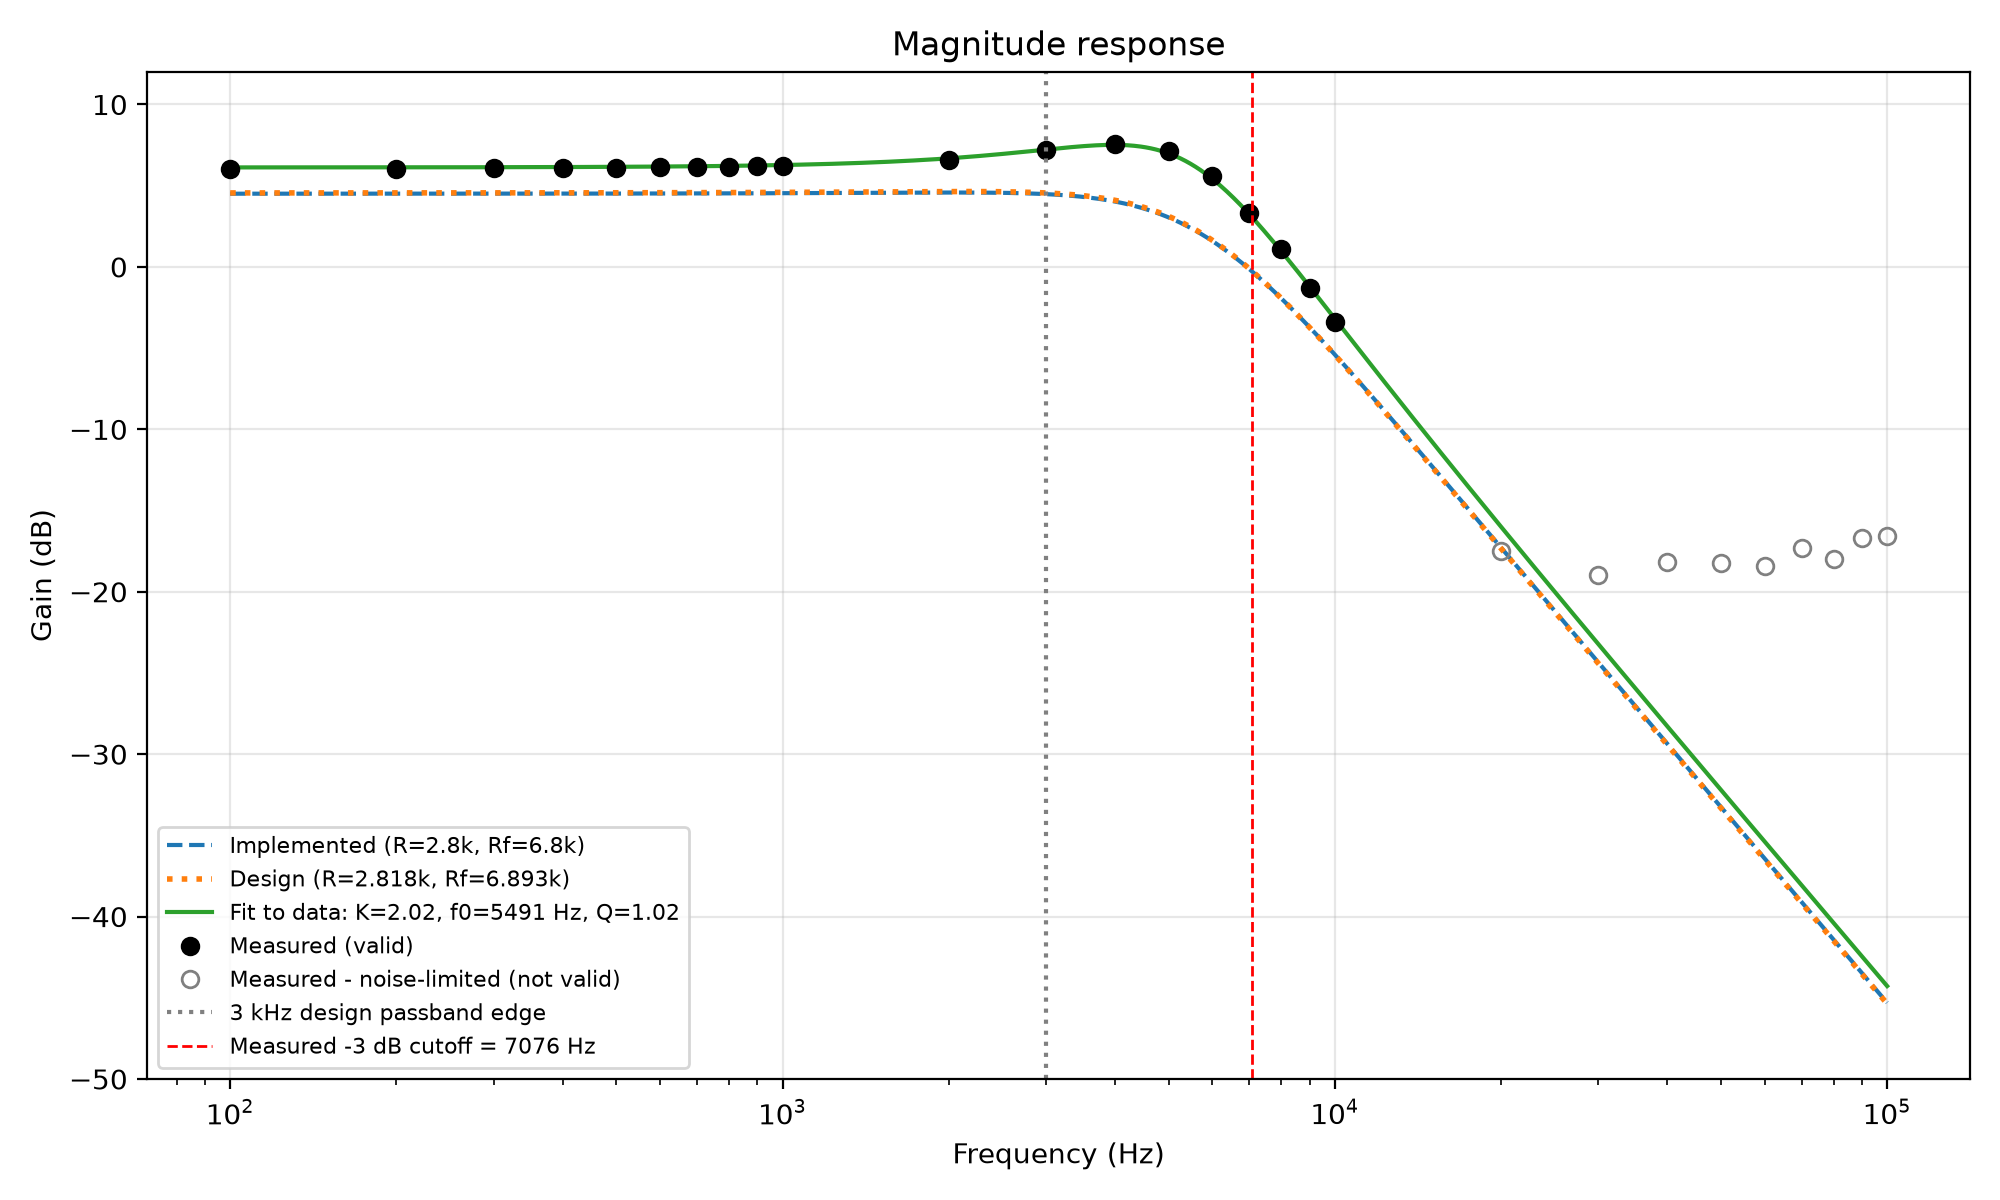 Magnitude response
Gain (dB)
10
0
−10
−20
−30
−40
−50
Implemented (R=2.8k, Rf=6.8k)
Design (R=2.818k, Rf=6.893k)
Fit to data: K=2.02, f0=5491 Hz, Q=1.02
Measured (valid)
Measured - noise-limited (not valid)
3 kHz design passband edge
Measured -3 dB cutoff = 7076 Hz
10² 10³ 10⁴ 10⁵
Frequency (Hz)